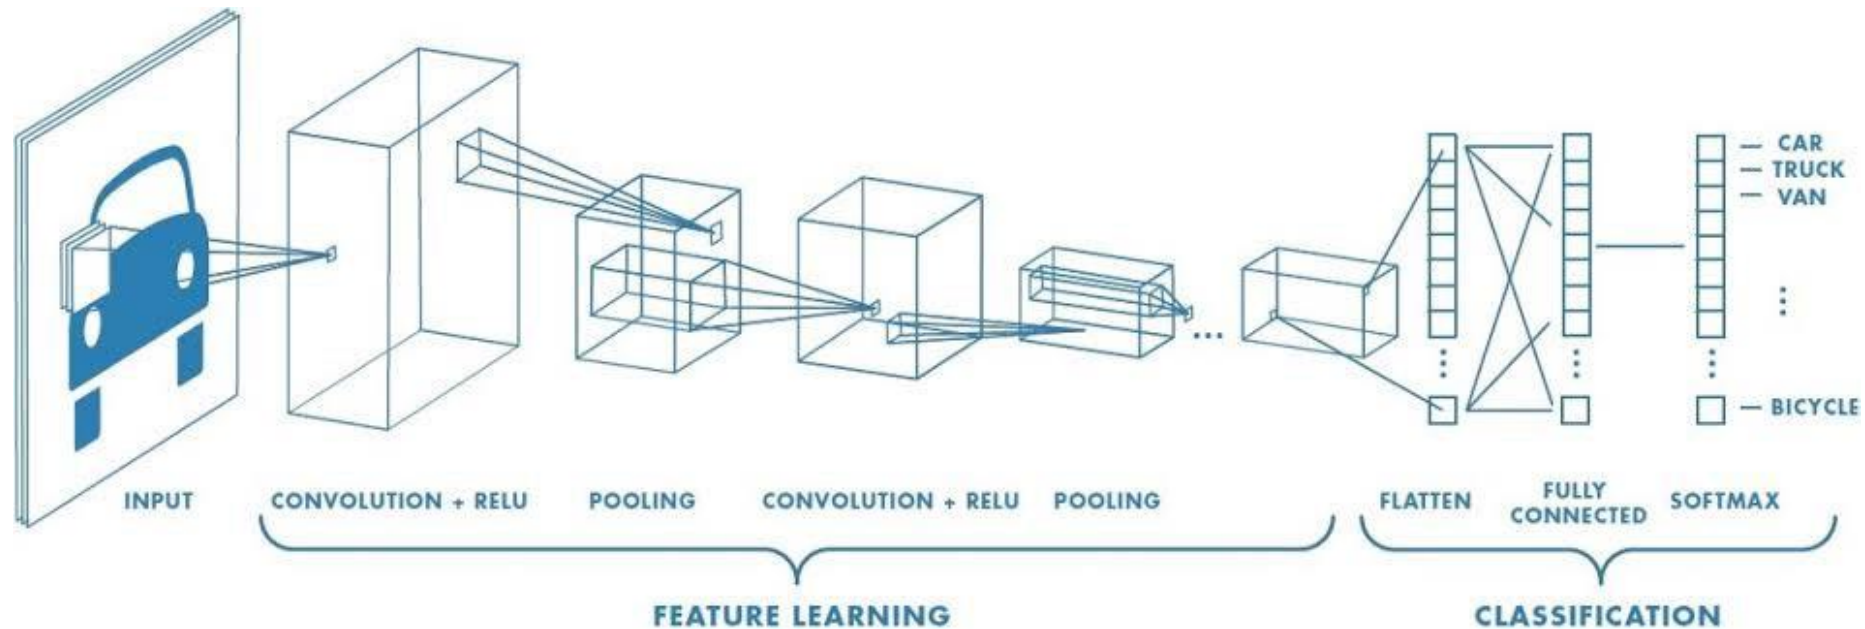 CAR
TRUCK
VAN
BICYCLE
INPUT
CONVOLUTION + RELU
POOLING
CONVOLUTION + RELU
POOLING
FLATTEN
FULLY
CONNECTED
SOFTMAX
FEATURE LEARNING
CLASSIFICATION